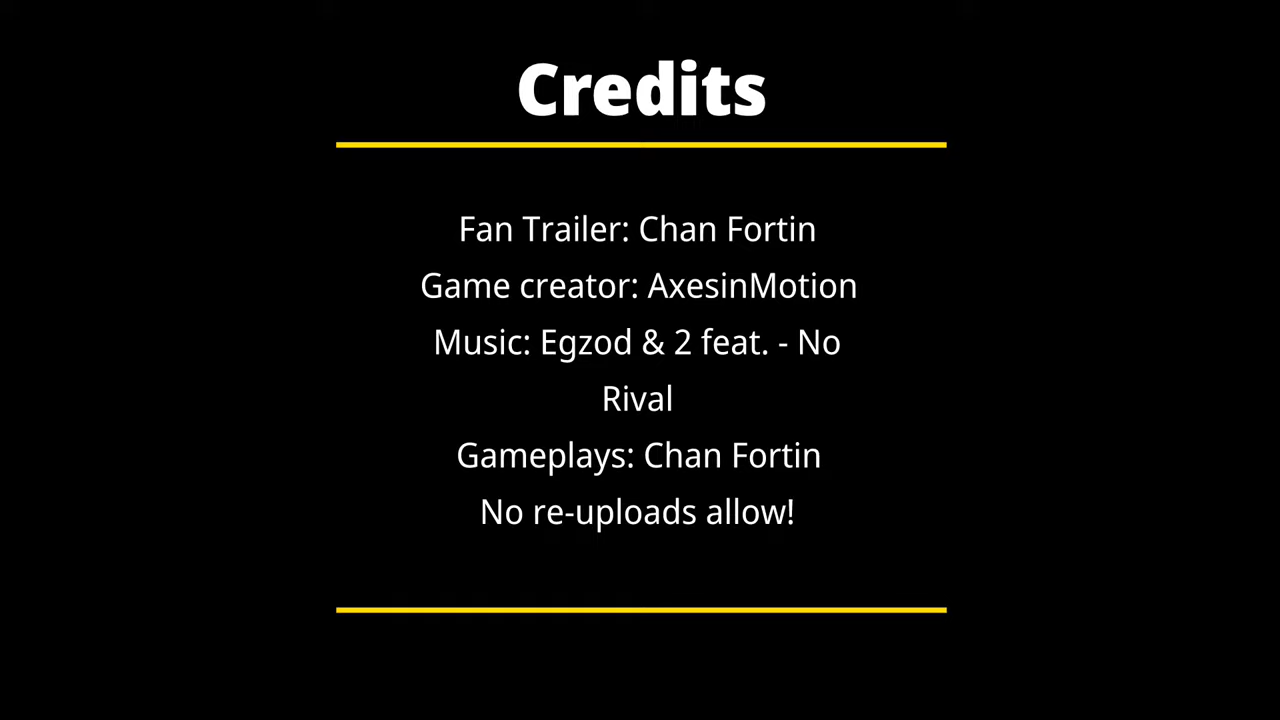 Credits
Fan Trailer: Chan Fortin
Game creator: AxesinMotion
Music: Egzod & 2 feat. - No
Rival
Gameplays: Chan Fortin
No re-uploads allow!